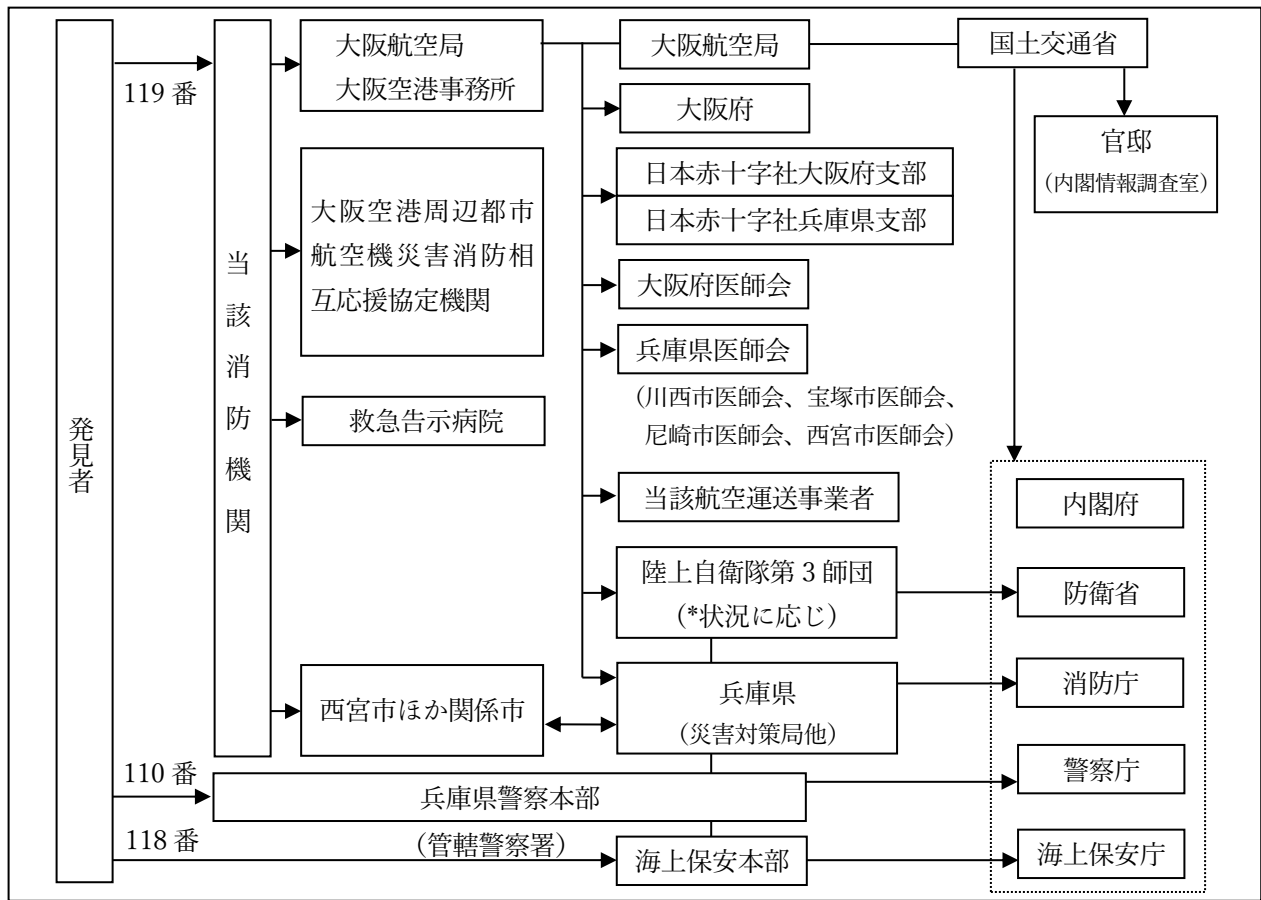 発見者
119 番
110 番
118 番
当該消防機関
大阪航空局
大阪空港事務所
大阪空港周辺都市
航空機災害消防相
互応援協定機関
救急告示病院
西宮市ほか関係市
兵庫県警察本部
（管轄警察署）
大阪航空局
大阪府
日本赤十字社大阪府支部
日本赤十字社兵庫県支部
大阪府医師会
兵庫県医師会
（川西市医師会、宝塚市医師会、
尼崎市医師会、西宮市医師会）
当該航空運送事業者
陸上自衛隊第３師団
（*状況に応じ）
兵庫県
（災害対策局他）
海上保安本部
国土交通省
官邸
（内閣情報調査室）
内閣府
防衛省
消防庁
警察庁
海上保安庁